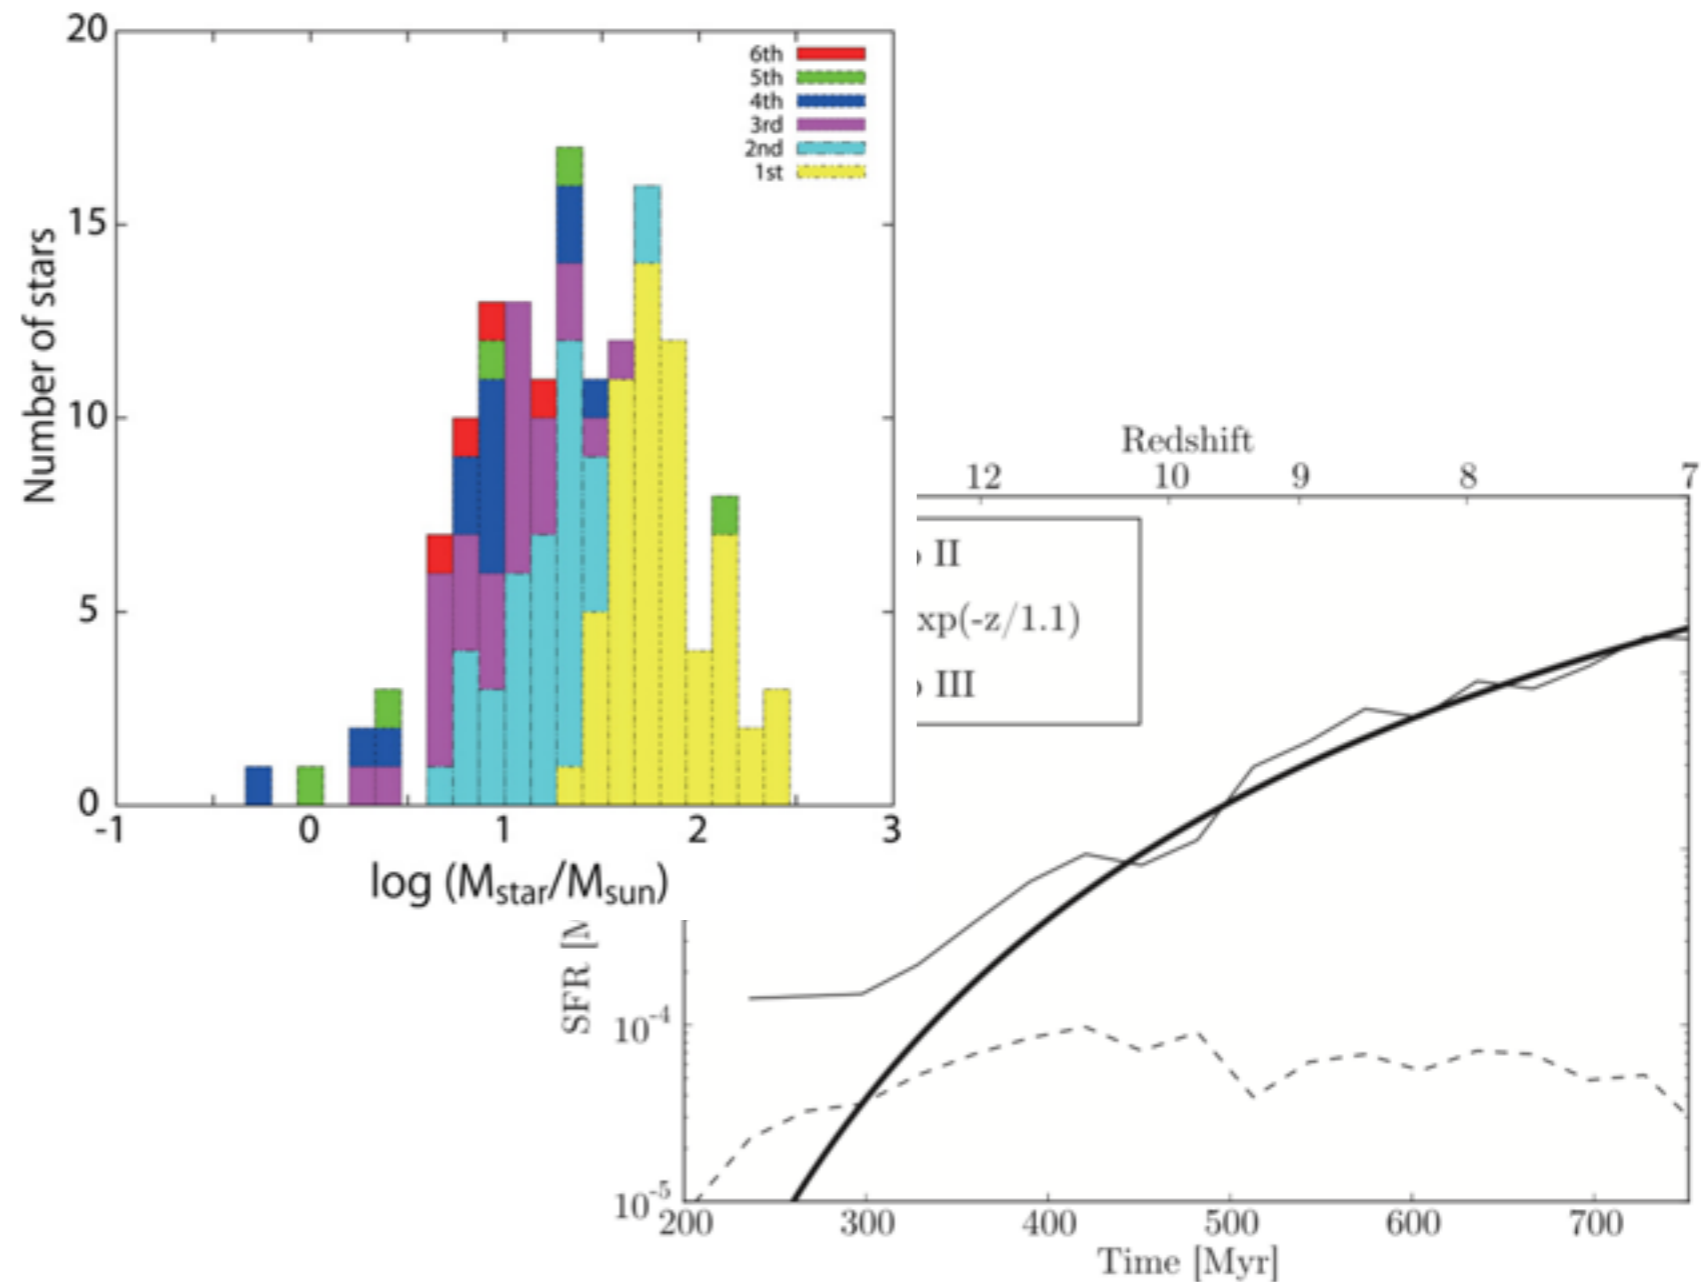 20
15
10
5
0
Number of stars
6th
5th
4th
3rd
2nd
1st
-1 0 1 2 3
log (Mstar/Msun)
Redshift
12 10 9 8 7
II
xp(-z/1.1)
III
SFR [M
10-4
10-5
200 300 400 500 600 700
Time [Myr]